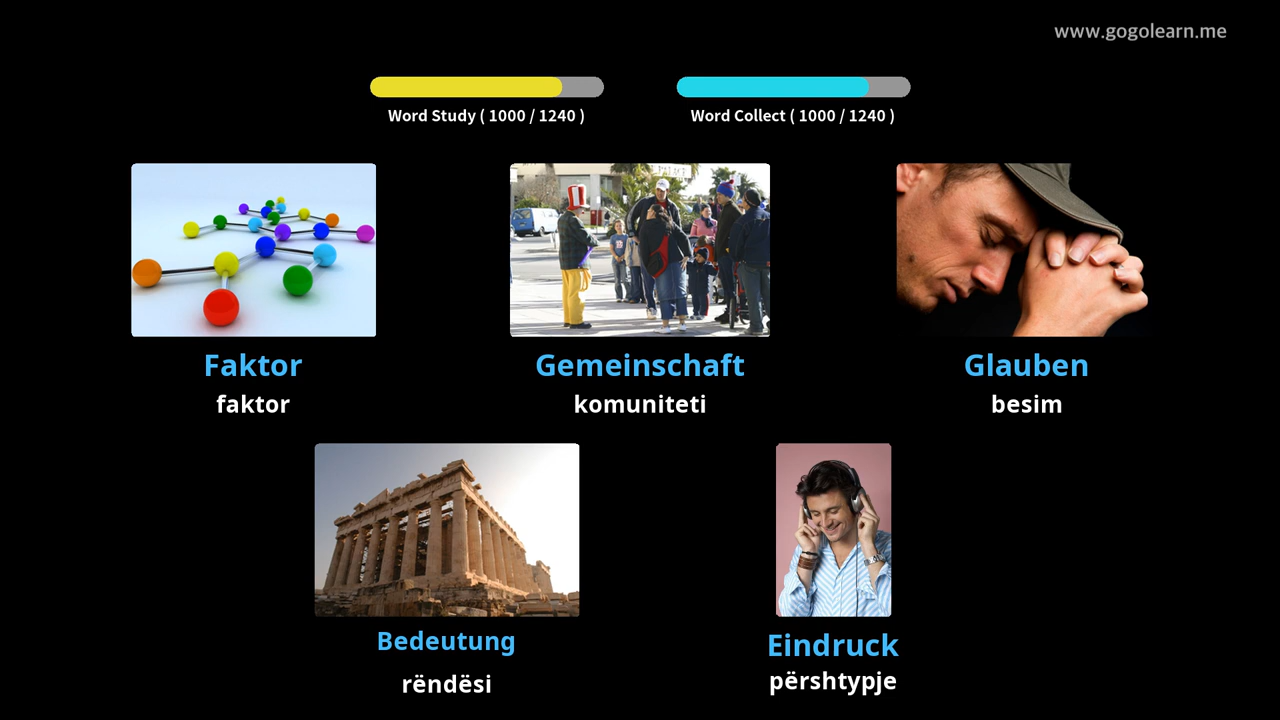 www.gogolearn.me
Word Study ( 1000 / 1240 )
Word Collect ( 1000 / 1240 )
Faktor
Gemeinschaft
Glauben
faktor
komuniteti
besim
Bedeutung
Eindruck
rëndësi
përshtypje